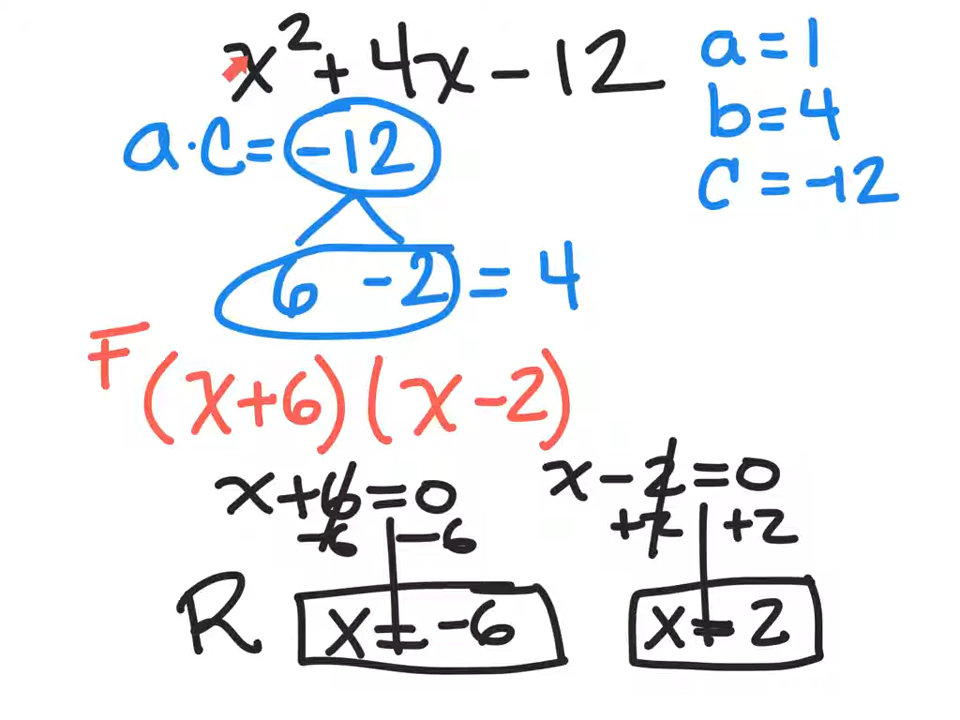 x² + 4x - 12
a = 1
b = 4
c = -12
a · c = -12
6 -2 = 4
F (x+6)(x-2)
x+6=0 x-2=0
-6 -6 +2 +2
R x = -6 x = 2